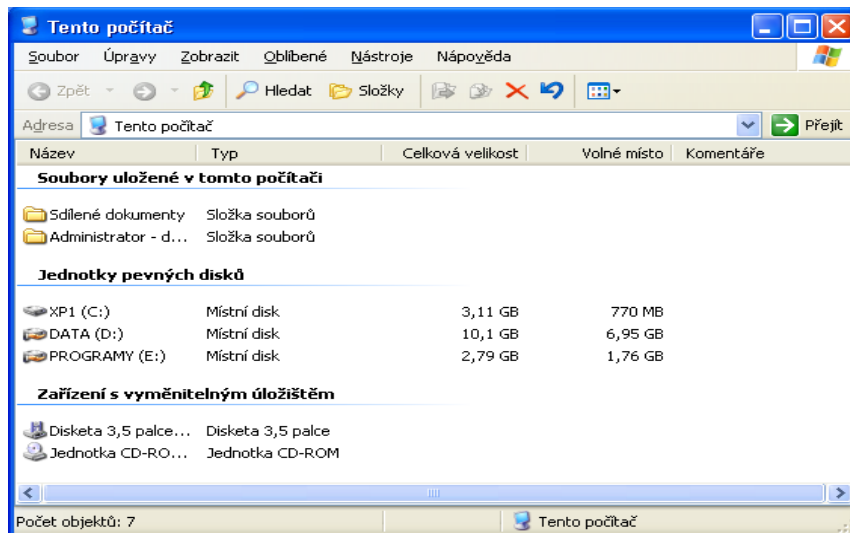 Tento počítač
Soubor Úpravy Zobrazit Oblíbené Nástroje Nápověda
Zpět Hledat Složky
Adresa Tento počítač Přejít
Název Typ Celková velikost Volné místo Komentáře
Soubory uložené v tomto počítači
Sdílené dokumenty Složka souborů
Administrator - d... Složka souborů
Jednotky pevných disků
XP1 (C:) Místní disk 3,11 GB 770 MB
DATA (D:) Místní disk 10,1 GB 6,95 GB
PROGRAMY (E:) Místní disk 2,79 GB 1,76 GB
Zařízení s vyměnitelným úložištěm
Disketa 3,5 palce... Disketa 3,5 palce
Jednotka CD-RO... Jednotka CD-ROM
Počet objektů: 7 Tento počítač